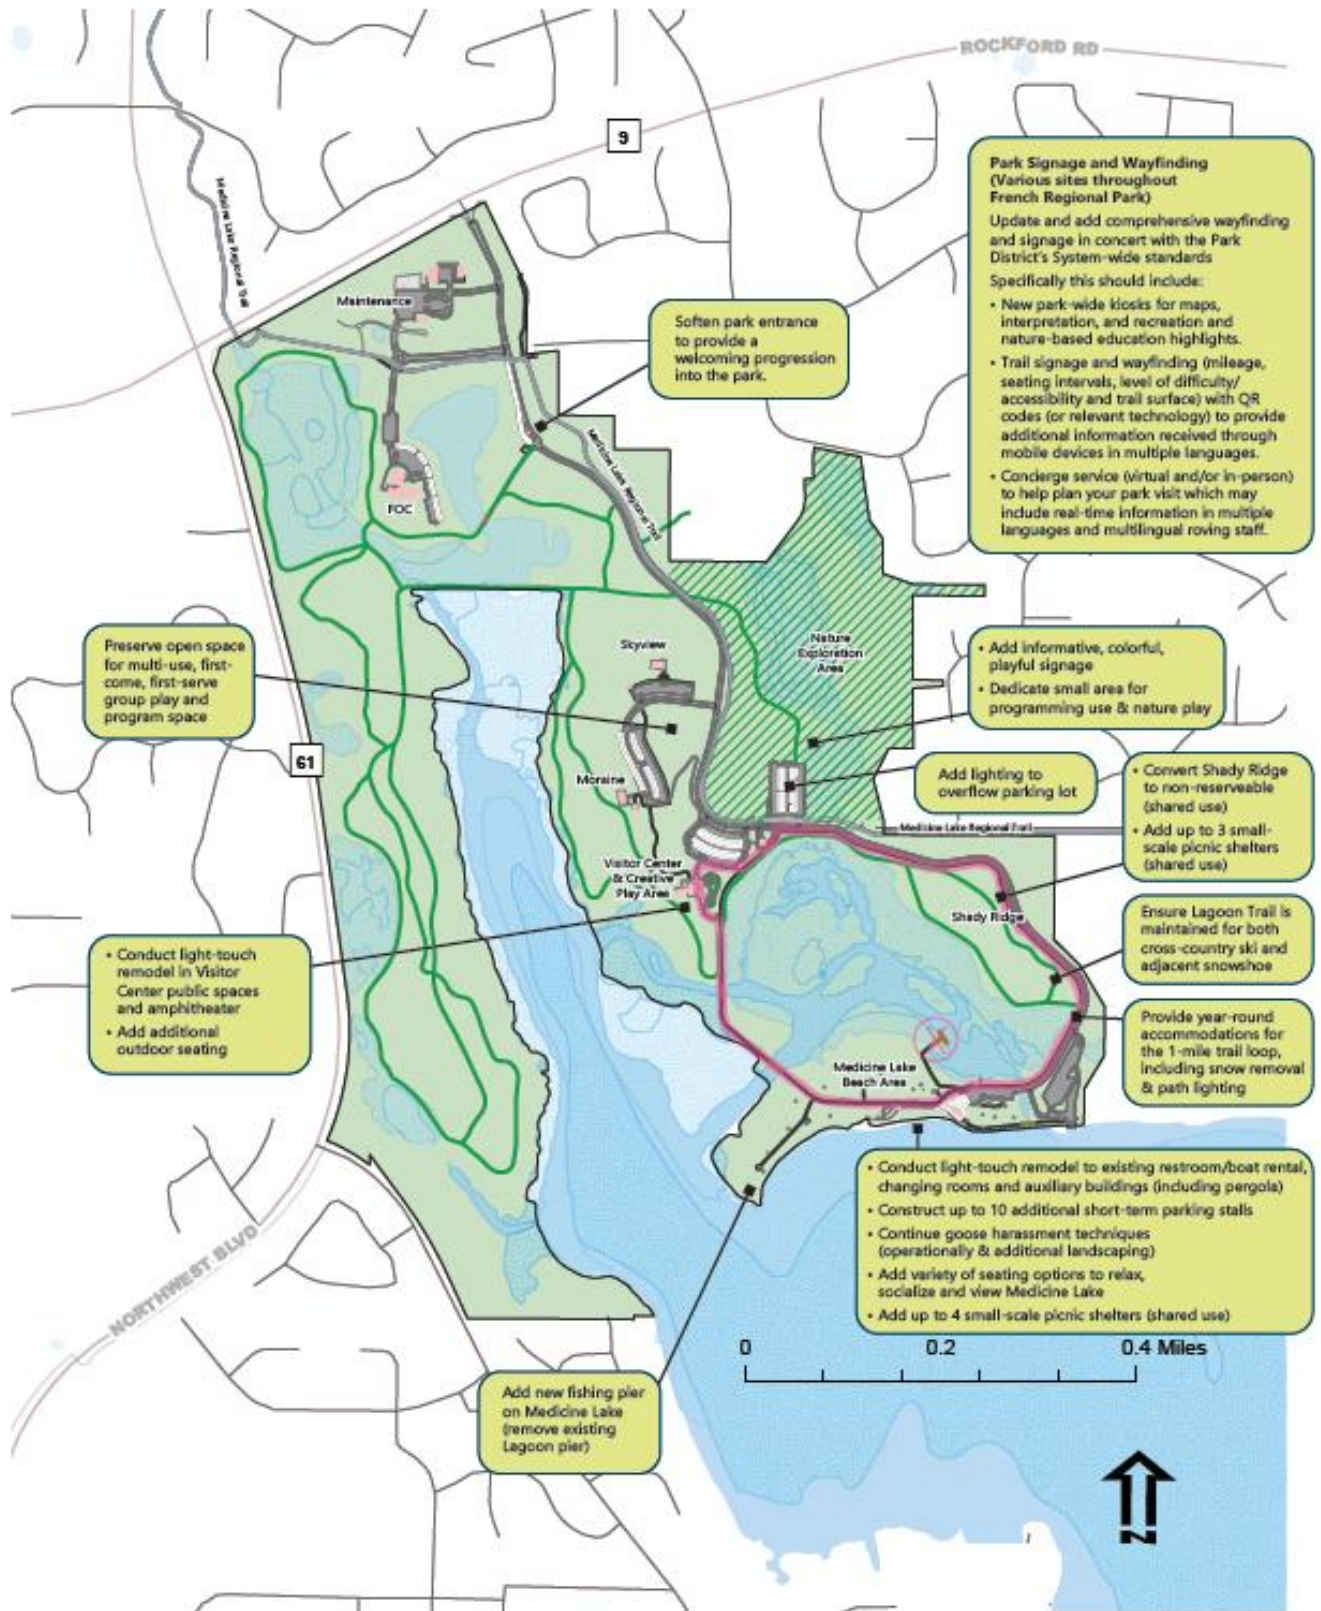 ROCKFORD RD
9
Medicine Lake Regional Trail
Park Signage and Wayfinding
(Various sites throughout
French Regional Park)
Update and add comprehensive wayfinding
and signage in concert with the Park
District's System-wide standards
Specifically this should include:
• New park-wide kiosks for maps,
interpretation, and recreation and
nature-based education highlights.
• Trail signage and wayfinding (mileage,
seating intervals, level of difficulty/
accessibility and trail surface) with QR
codes (or relevant technology) to provide
additional information received through
mobile devices in multiple languages.
• Concierge service (virtual and/or in-person)
to help plan your park visit which may
include real-time information in multiple
languages and multilingual roving staff.
Maintenance
Soften park entrance
to provide a
welcoming progression
into the park.
Medicine Lake Regional Trail
FOC
Preserve open space
for multi-use, first-
come, first-serve
group play and
program space
Skyview
Nature
Exploration
Area
• Add informative, colorful,
playful signage
• Dedicate small area for
programming use & nature play
61
Moraine
Add lighting to
overflow parking lot
• Convert Shady Ridge
to non-reserveable
(shared use)
• Add up to 3 small-
scale picnic shelters
(shared use)
Medicine Lake Regional Trail
Visitor Center
& Creative
Play Area
Shady Ridge
Ensure Lagoon Trail is
maintained for both
cross-country ski and
adjacent snowshoe
• Conduct light-touch
remodel in Visitor
Center public spaces
and amphitheater
• Add additional
outdoor seating
Provide year-round
accommodations for
the 1-mile trail loop,
including snow removal
& path lighting
Medicine Lake
Beach Area
• Conduct light-touch remodel to existing restroom/boat rental,
changing rooms and auxiliary buildings (including pergola)
• Construct up to 10 additional short-term parking stalls
• Continue goose harassment techniques
(operationally & additional landscaping)
• Add variety of seating options to relax,
socialize and view Medicine Lake
• Add up to 4 small-scale picnic shelters (shared use)
NORTHWEST BLVD
0 0.2 0.4 Miles
Add new fishing pier
on Medicine Lake
(remove existing
Lagoon pier)
N